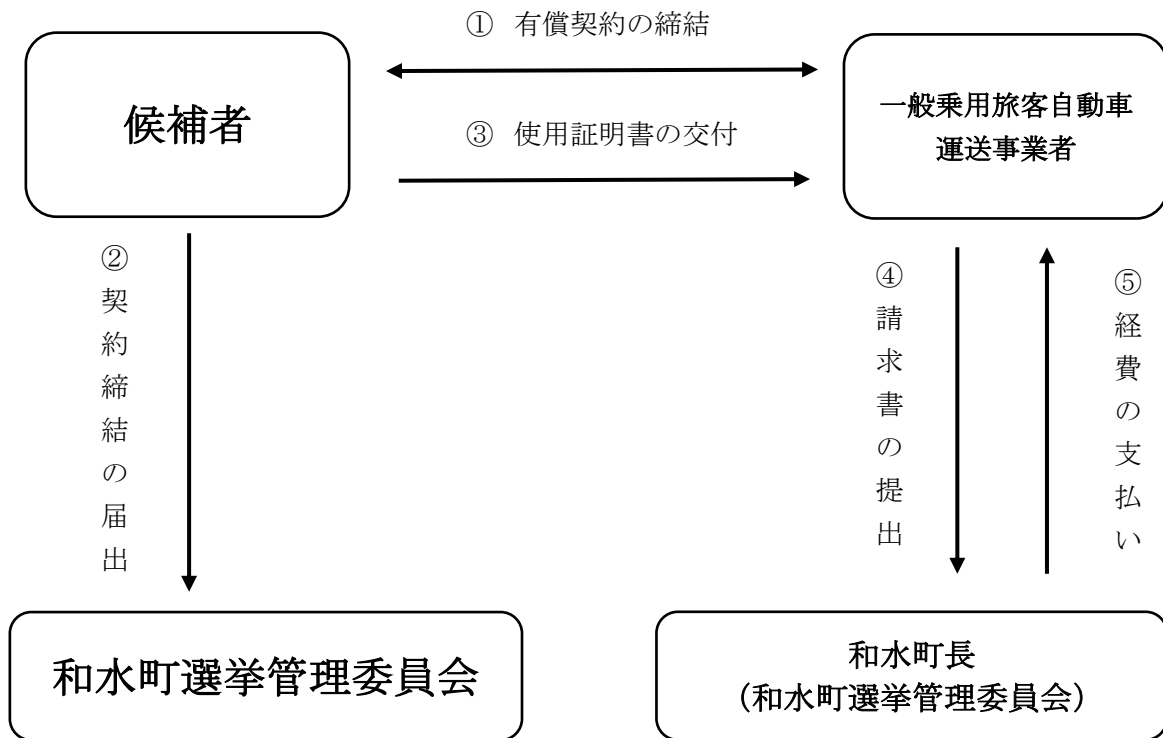 ① 有償契約の締結
候補者
一般乗用旅客自動車
運送事業者
③ 使用証明書の交付
②契約締結の届出
④請求書の提出
⑤経費の支払い
和水町選挙管理委員会
和水町長
(和水町選挙管理委員会)